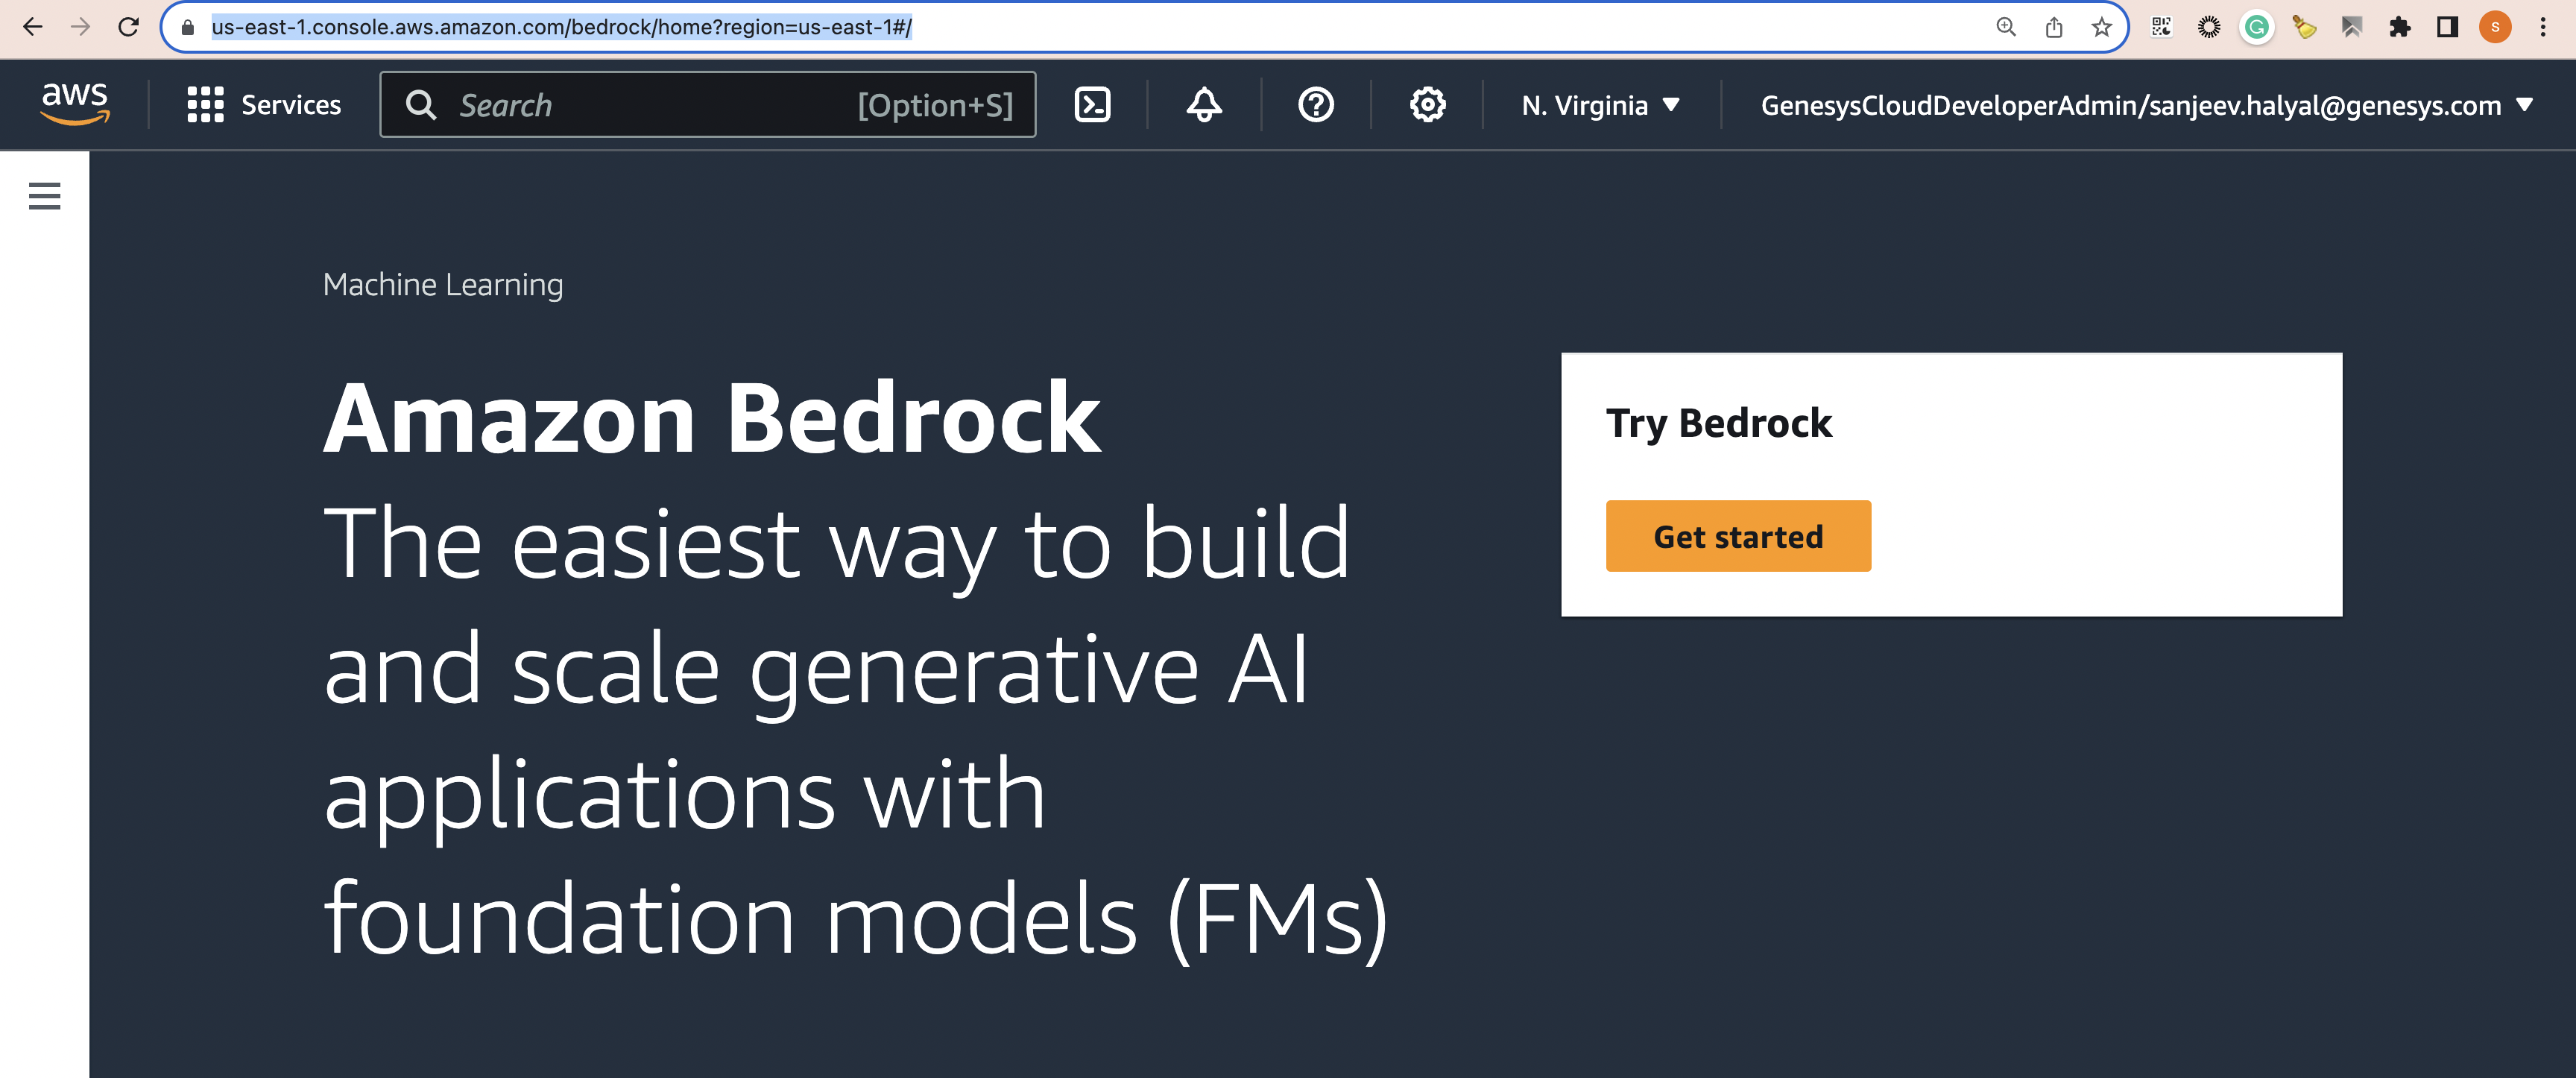 us-east-1.console.aws.amazon.com/bedrock/home?region=us-east-1#/
S
aws
Services
Search
[Option+S]
N. Virginia
GenesysCloudDeveloperAdmin/sanjeev.halyal@genesys.com
Machine Learning
Amazon Bedrock
The easiest way to build
and scale generative AI
applications with
foundation models (FMs)
Try Bedrock
Get started